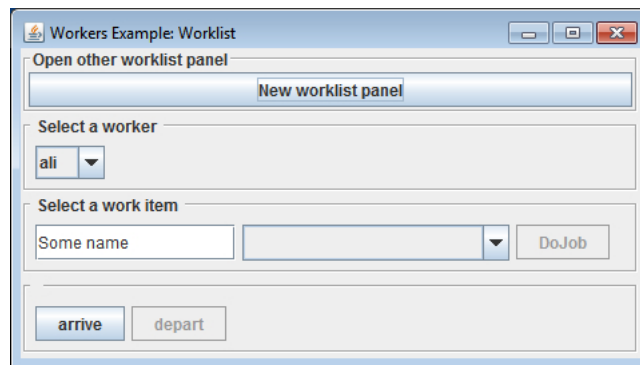 Workers Example: Worklist
Open other worklist panel
New worklist panel
Select a worker
ali
Select a work item
Some name
DoJob
arrive depart